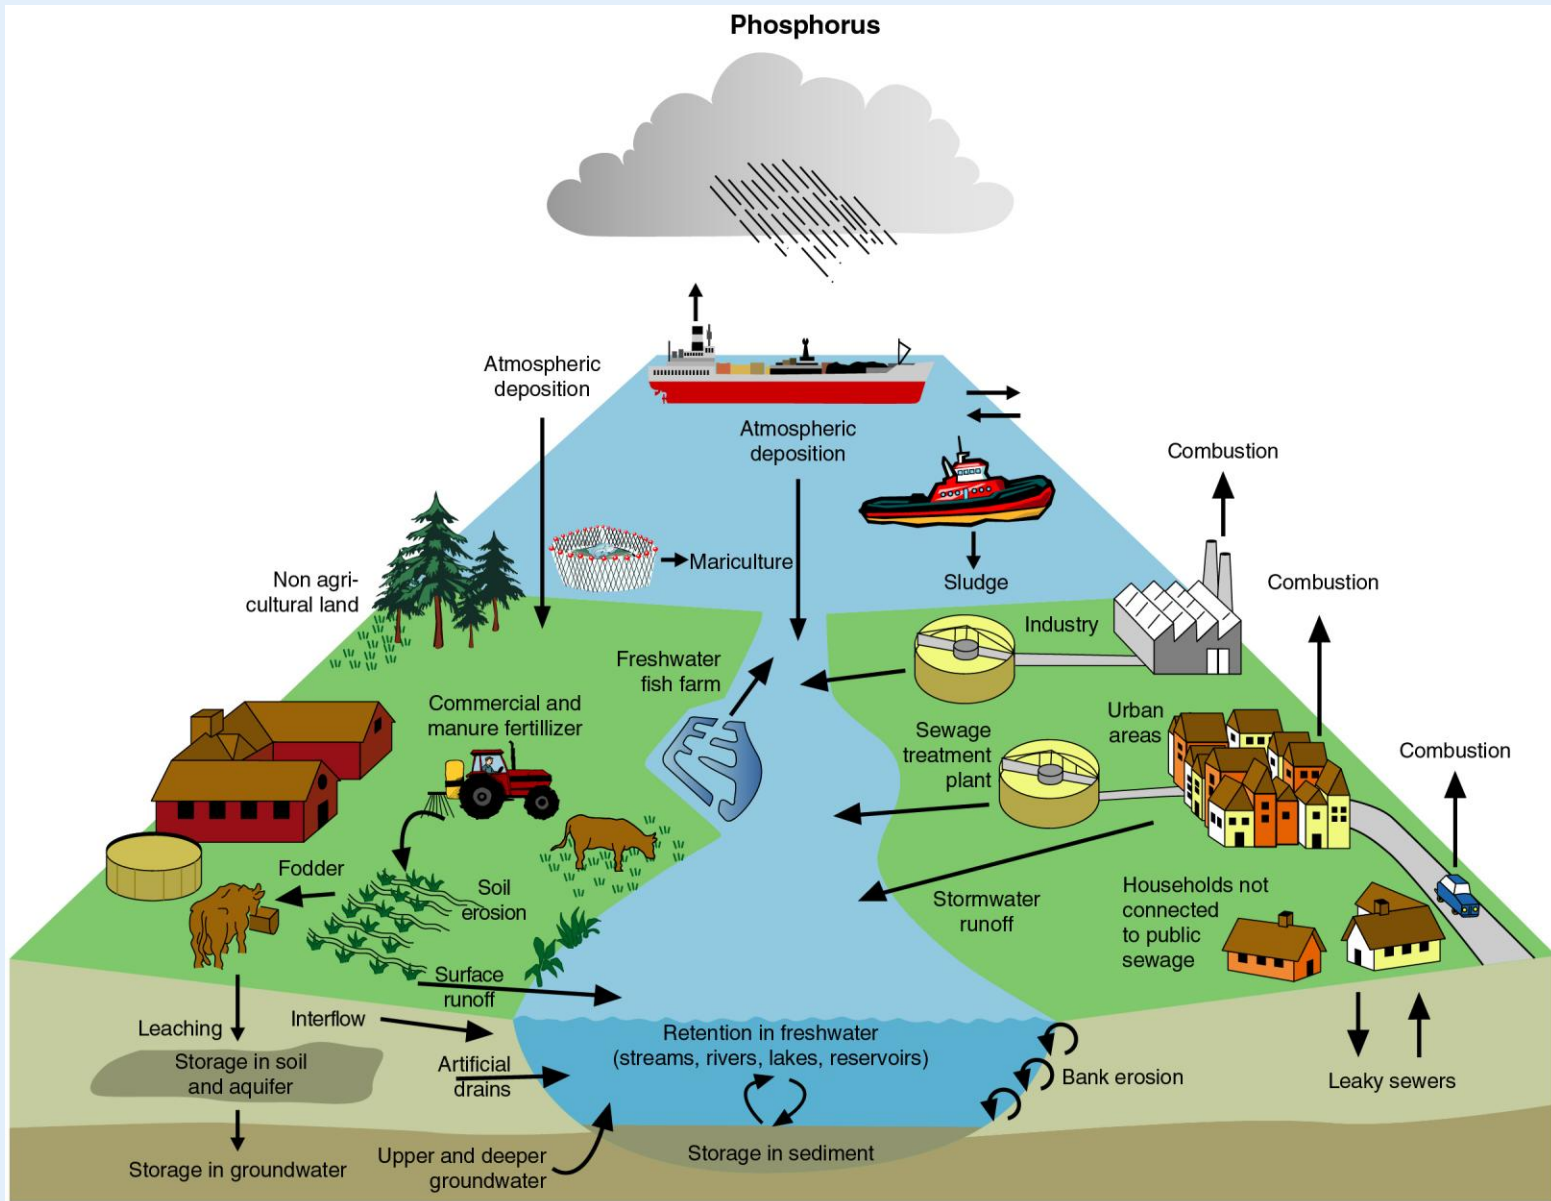 Phosphorus
Atmospheric
deposition
Atmospheric
deposition
Combustion
Mariculture
Sludge
Non agri-
cultural land
Combustion
Industry
Freshwater
fish farm
Commercial and
manure fertillizer
Urban
areas
Sewage
treatment
plant
Combustion
Fodder
Soil
erosion
Stormwater
runoff
Households not
connected
to public
sewage
Surface
runoff
Leaching
Interflow
Retention in freshwater
(streams, rivers, lakes, reservoirs)
Storage in soil
and aquifer
Artificial
drains
Bank erosion
Leaky sewers
Storage in groundwater
Upper and deeper
groundwater
Storage in sediment